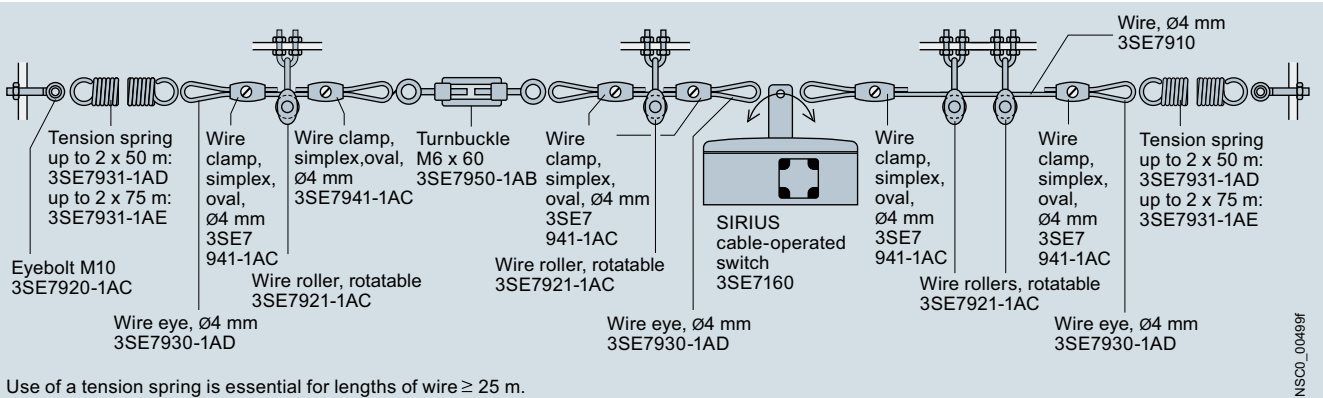 Wire, Ø4 mm
3SE7910
Tension spring
up to 2 x 50 m:
3SE7931-1AD
up to 2 x 75 m:
3SE7931-1AE
Wire
clamp,
simplex,
oval,
Ø4 mm
3SE7
941-1AC
Wire clamp,
simplex,oval,
Ø4 mm
3SE7941-1AC
Turnbuckle
M6 x 60
3SE7950-1AB
Wire
clamp,
simplex,
oval, Ø4 mm
3SE7
941-1AC
SIRIUS
cable-operated
switch
3SE7160
Wire
clamp,
simplex,
oval,
Ø4 mm
3SE7
941-1AC
Wire
clamp,
simplex,
oval,
Ø4 mm
3SE7
941-1AC
Tension spring
up to 2 x 50 m:
3SE7931-1AD
up to 2 x 75 m:
3SE7931-1AE
Eyebolt M10
3SE7920-1AC
Wire roller, rotatable
3SE7921-1AC
Wire roller, rotatable
3SE7921-1AC
Wire rollers, rotatable
3SE7921-1AC
Wire eye, Ø4 mm
3SE7930-1AD
Wire eye, Ø4 mm
3SE7930-1AD
Wire eye, Ø4 mm
3SE7930-1AD
NSC0_00499f
Use of a tension spring is essential for lengths of wire ≥ 25 m.